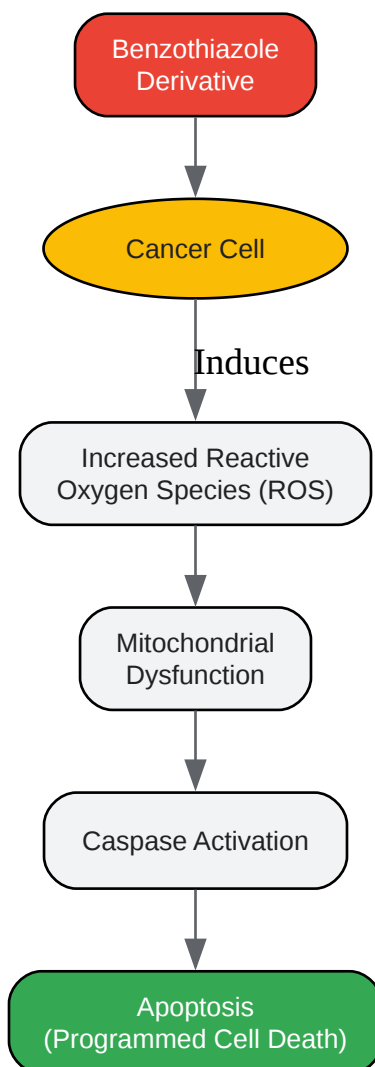 Benzothiazole
Derivative
Cancer Cell
Induces
Increased Reactive
Oxygen Species (ROS)
Mitochondrial
Dysfunction
Caspase Activation
Apoptosis
(Programmed Cell Death)